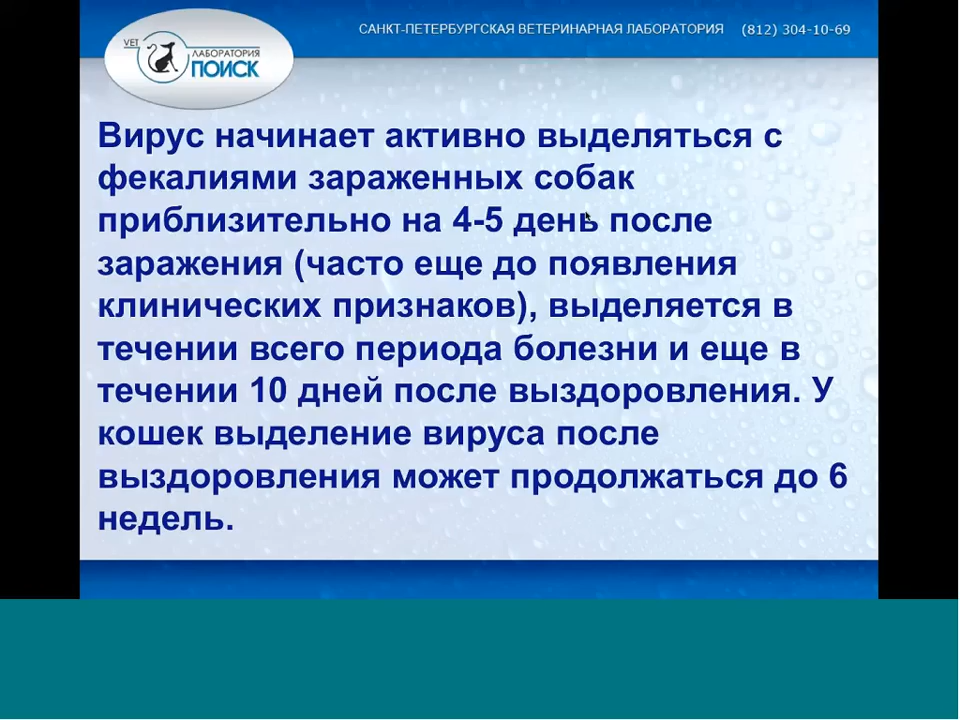 САНКТ-ПЕТЕРБУРГСКАЯ ВЕТЕРИНАРНАЯ ЛАБОРАТОРИЯ (812) 304-10-69
VET
ЛАБОРАТОРИЯ
ПОИСК
Вирус начинает активно выделяться с
фекалиями зараженных собак
приблизительно на 4-5 день после
заражения (часто еще до появления
клинических признаков), выделяется в
течении всего периода болезни и еще в
течении 10 дней после выздоровления. У
кошек выделение вируса после
выздоровления может продолжаться до 6
недель.